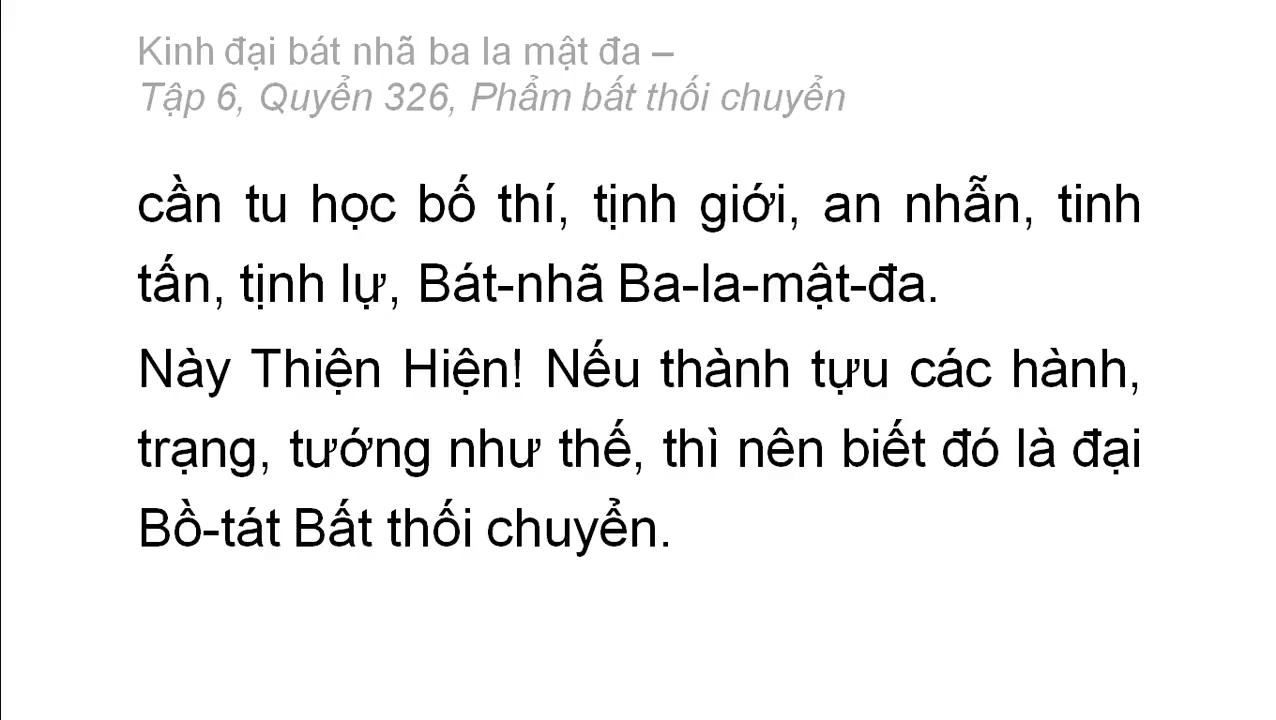 Kinh đại bát nhã ba la mật đa –
Tập 6, Quyển 326, Phẩm bất thối chuyển
cần tu học bố thí, tịnh giới, an nhẫn, tinh
tấn, tịnh lự, Bát-nhã Ba-la-mật-đa.
Này Thiện Hiện! Nếu thành tựu các hành,
trạng, tướng như thế, thì nên biết đó là đại
Bồ-tát Bất thối chuyển.